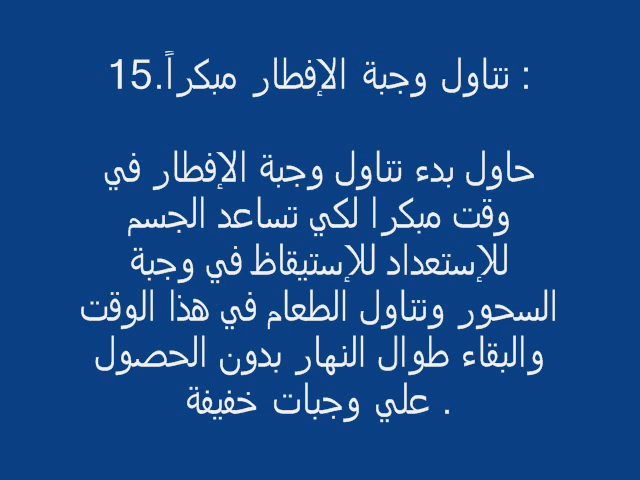 15.تناول وجبة الإفطار مبكراً :
حاول بدء تناول وجبة الإفطار في
وقت مبكرا لكي تساعد الجسم
للإستعداد للإستيقاظ في وجبة
السحور وتناول الطعام في هذا الوقت
والبقاء طوال النهار بدون الحصول
علي وجبات خفيفة .